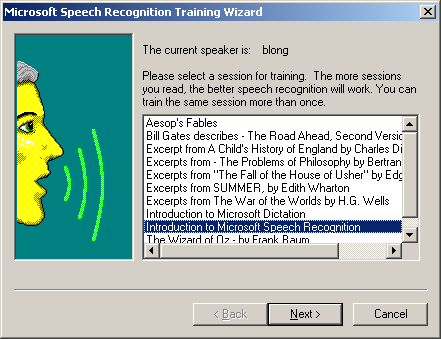 Microsoft Speech Recognition Training Wizard
The current speaker is: blong
Please select a session for training. The more sessions
you read, the better speech recognition will work. You can
train the same session more than once.
Aesop's Fables
Bill Gates describes - The Road Ahead, Second Versic
Excerpt from A Child's History of England by Charles Di
Excerpts from - The Problems of Philosophy by Bertran
Excerpts from "The Fall of the House of Usher" by Edg
Excerpts from SUMMER, by Edith Wharton
Excerpts from The War of the Worlds by H.G. Wells
Introduction to Microsoft Dictation
Introduction to Microsoft Speech Recognition
The Wizard of Oz - by Frank Baum
< Back
Next >
Cancel